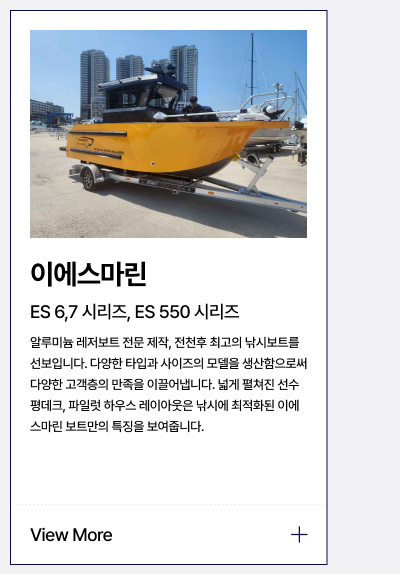 이에스마린
ES 6,7 시리즈, ES 550 시리즈
알루미늄 레저보트 전문 제작, 전천후 최고의 낚시보트를
선보입니다. 다양한 타입과 사이즈의 모델을 생산함으로써
다양한 고객층의 만족을 이끌어냅니다. 넓게 펼쳐진 선수
평데크, 파일럿 하우스 레이아웃은 낚시에 최적화된 이에
스마린 보트만의 특징을 보여줍니다.
View More